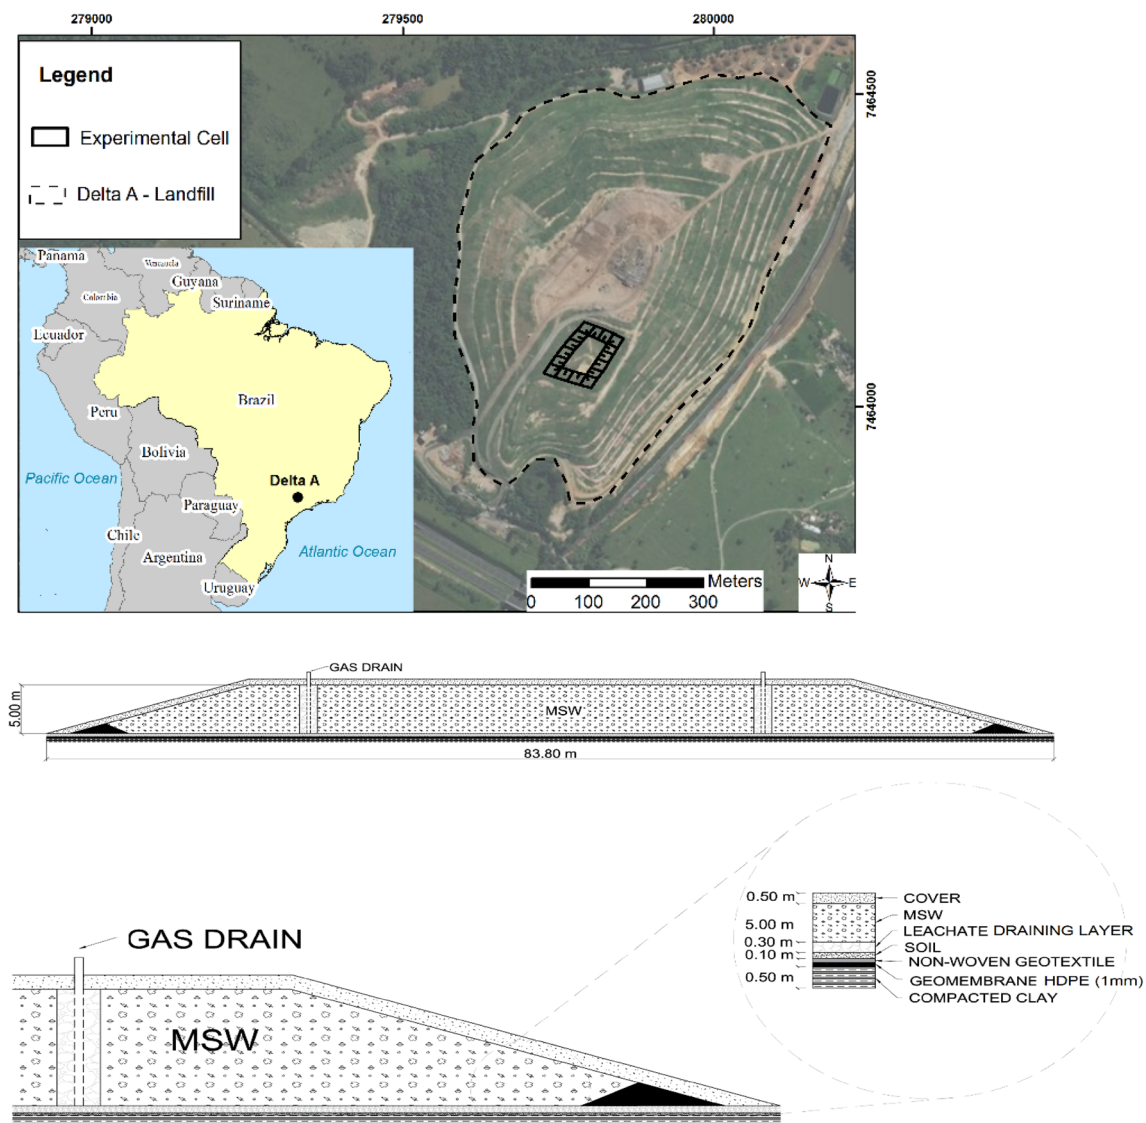 279000
279500
280000
Legend
Experimental Cell
Delta A - Landfill
7464500
7464000
Panama
Venezuela
Guyana
Colombia
Suriname
Ecuador
Brazil
Peru
Bolivia
Pacific Ocean
Delta A
Paraguay
Chile
Argentina
Atlantic Ocean
Uruguay
Meters
0 100 200 300
N
W E
S
GAS DRAIN
5.00 m
MSW
83.80 m
GAS DRAIN
MSW
0.50 m
COVER
MSW
5.00 m
LEACHATE DRAINING LAYER
0.30 m
SOIL
0.10 m
NON-WOVEN GEOTEXTILE
0.50 m
GEOMEMBRANE HDPE (1mm)
COMPACTED CLAY